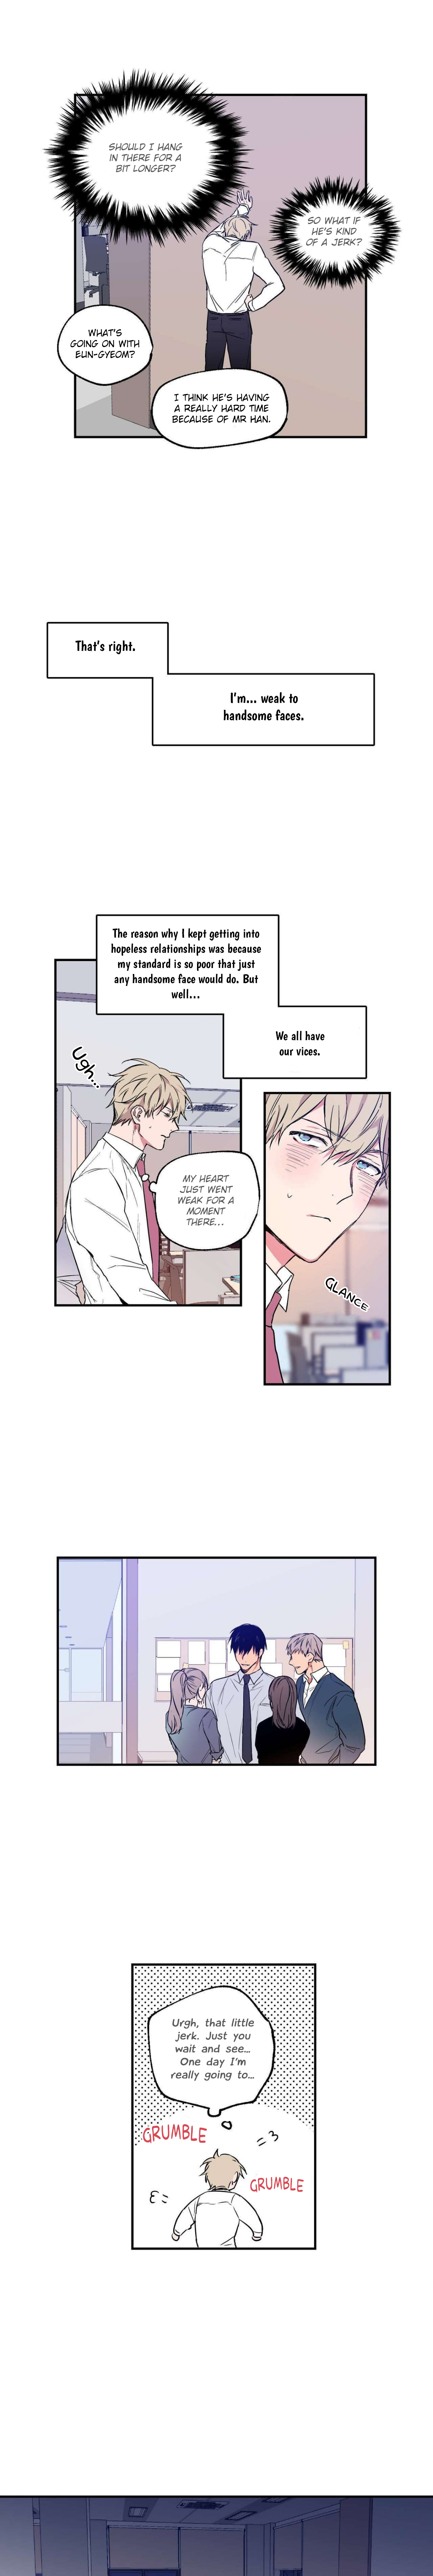 SHOULD I HANG
IN THERE FOR A
BIT LONGER?
SO WHAT IF
HE'S KIND
OF A JERK?
WHAT'S
GOING ON WITH
EUN-GYEOM?
I THINK HE'S HAVING
A REALLY HARD TIME
BECAUSE OF MR HAN.
That's right.
I'm... weak to
handsome faces.
The reason why I kept getting into
hopeless relationships was because
my standard is so poor that just
any handsome face would do. But
well...
We all have
our vices.
Ugh...
MY HEART
JUST WENT
WEAK FOR A
MOMENT
THERE...
GLANCE
Urgh, that little
jerk. Just you
wait and see...
One day I'm
really going to...
GRUMBLE
GRUMBLE